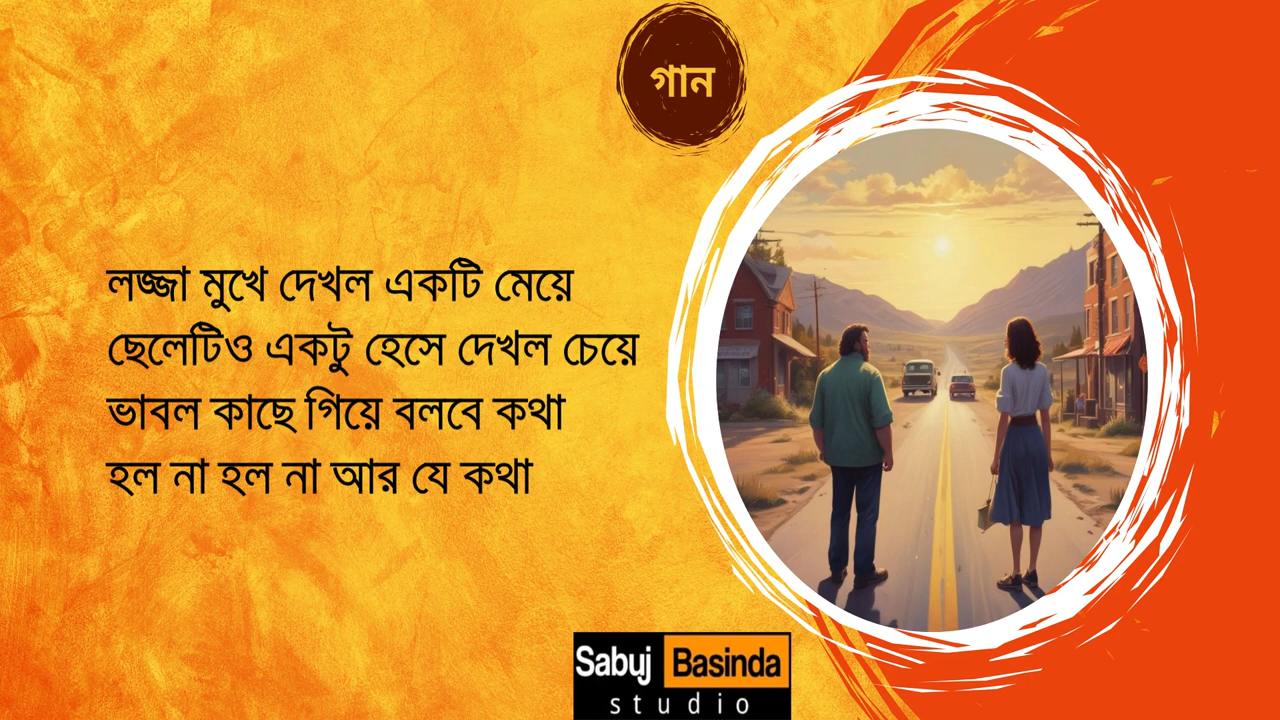 গান
লজ্জা মুখে দেখল একটি মেয়ে
ছেলেটিও একটু হেসে দেখল চেয়ে
ভাবল কাছে গিয়ে বলবে কথা
হল না হল না আর যে কথা
Sabuj Basinda
studio